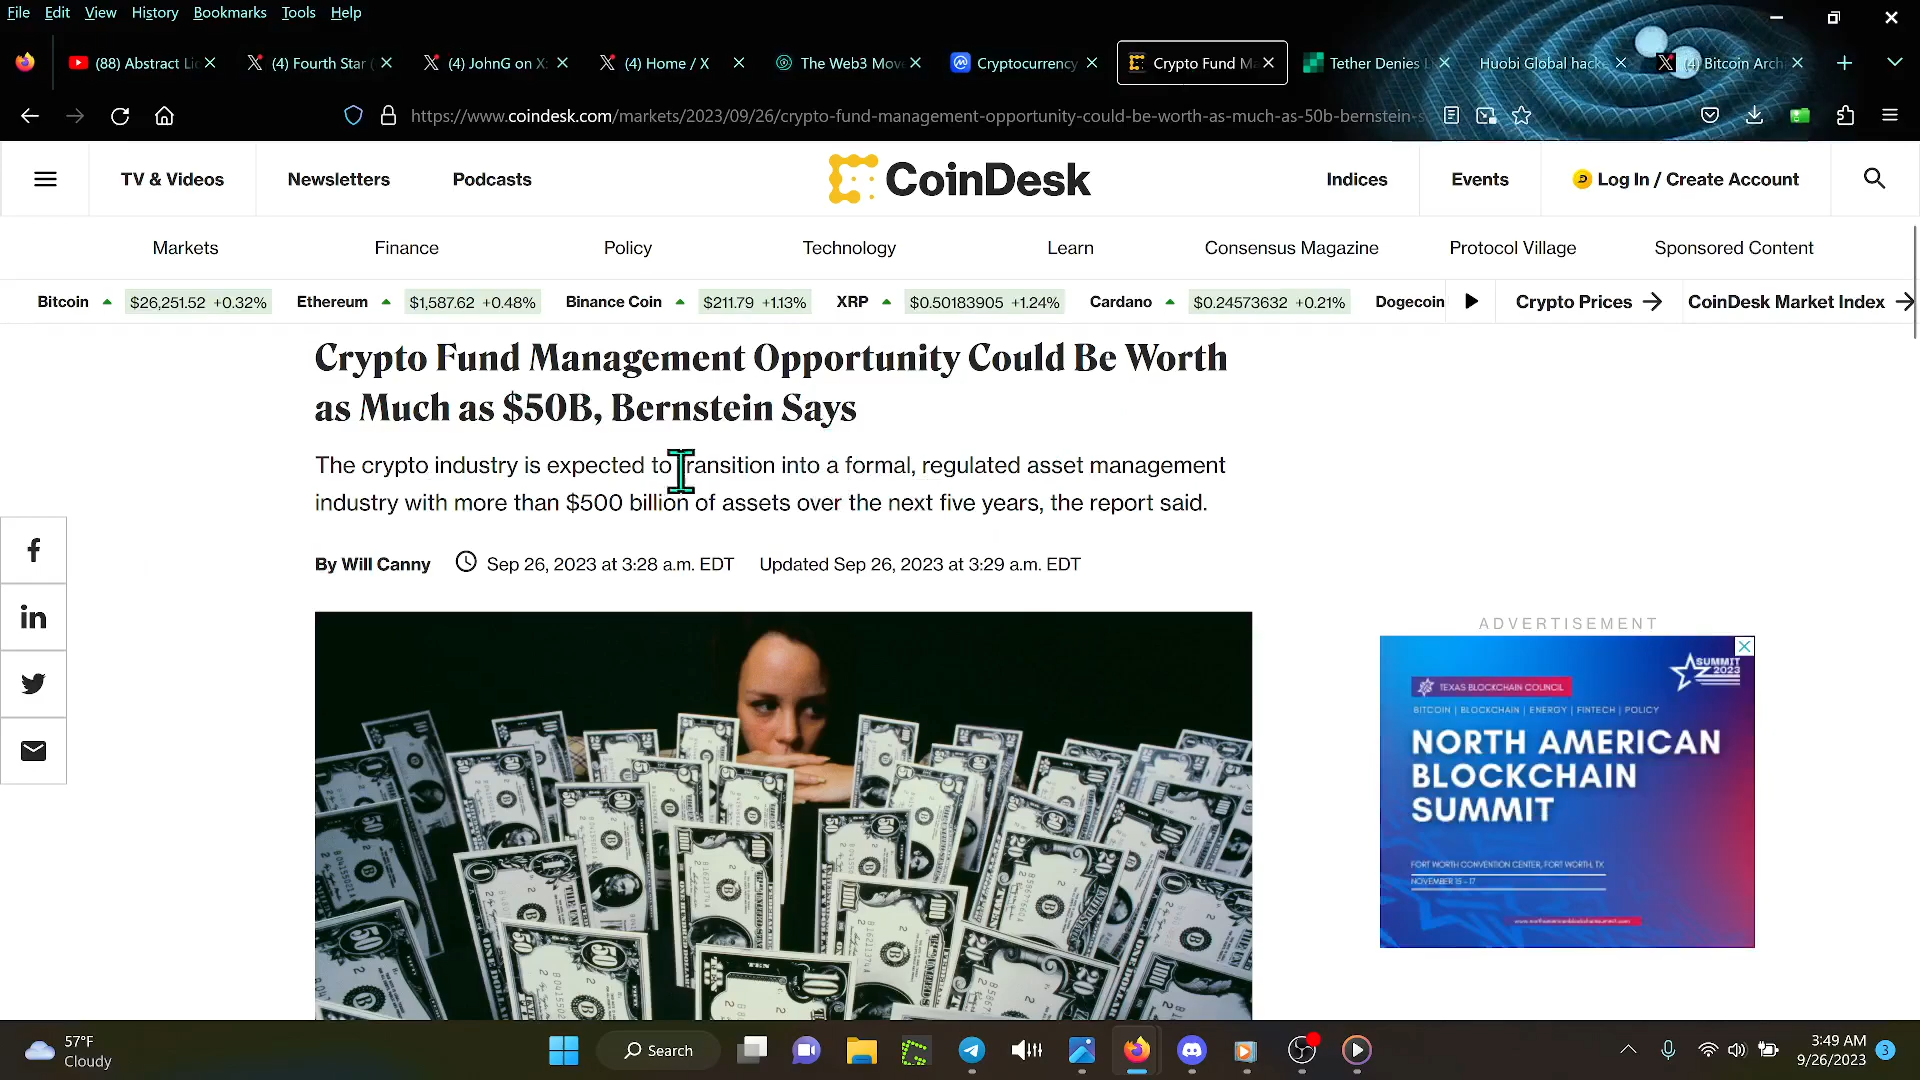 File Edit View History Bookmarks Tools Help
(88) Abstract Li
(4) Fourth Star (
(4) JohnG on X:
(4) Home / X
The Web3 Mov
Cryptocurrency
Crypto Fund M
Tether Denies L
Huobi Global hack
(4) Bitcoin Arch
https://www.coindesk.com/markets/2023/09/26/crypto-fund-management-opportunity-could-be-worth-as-much-as-50b-bernstein-s
TV & Videos Newsletters Podcasts
CoinDesk
Indices Events Log In / Create Account
Markets Finance Policy Technology Learn Consensus Magazine Protocol Village Sponsored Content
Bitcoin $26,251.52 +0.32% Ethereum $1,587.62 +0.48% Binance Coin $211.79 +1.13% XRP $0.50183905 +1.24% Cardano $0.24573632 +0.21% Dogecoin Crypto Prices CoinDesk Market Index
Crypto Fund Management Opportunity Could Be Worth
as Much as $50B, Bernstein Says
The crypto industry is expected to transition into a formal, regulated asset management
industry with more than $500 billion of assets over the next five years, the report said.
By Will Canny Sep 26, 2023 at 3:28 a.m. EDT Updated Sep 26, 2023 at 3:29 a.m. EDT
ADVERTISEMENT
SUMMIT
2023
TEXAS BLOCKCHAIN COUNCIL
BITCOIN | BLOCKCHAIN | ENERGY | FINTECH | POLICY
NORTH AMERICAN
BLOCKCHAIN
SUMMIT
FORT WORTH CONVENTION CENTER, FORT WORTH, TX
NOVEMBER 15 - 17
www.northamericanblockchainsummit.com
57°F
Cloudy
Search
3:49 AM
9/26/2023
3